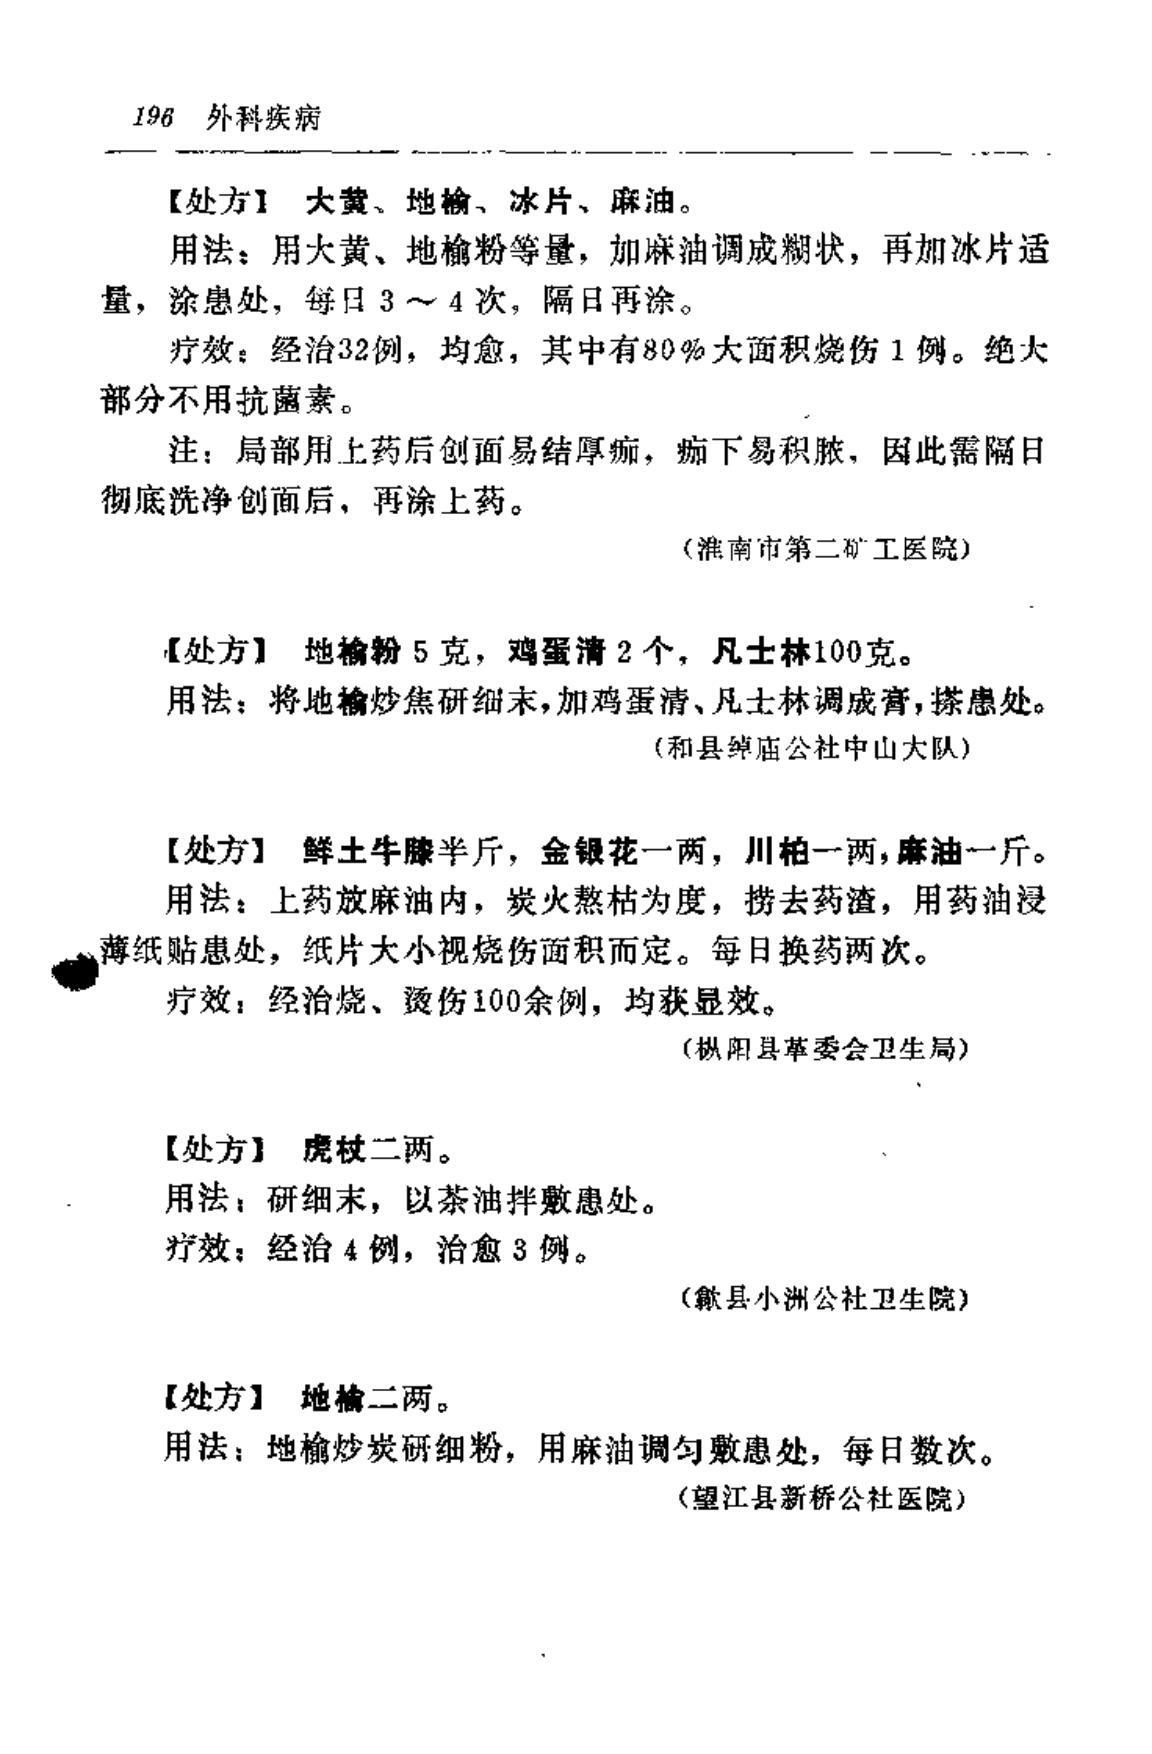 196 外科疾病
【处方】 大黄、地榆、冰片、麻油。
用法：用大黄、地榆粉等量，加麻油调成糊状，再加冰片适
量，涂患处，每日3～4次，隔日再涂。
疗效：经治32例，均愈，其中有80%大面积烧伤1例。绝大
部分不用抗菌素。
注：局部用上药后创面易结厚痂，痂下易积脓，因此需隔日
彻底洗净创面后，再涂上药。
（淮南市第二矿工医院）
【处方】 地榆粉5克，鸡蛋清2个，凡士林100克。
用法：将地榆炒焦研细末，加鸡蛋清、凡士林调成膏，搽患处。
（和县绰庙公社中山大队）
【处方】 鲜土牛膝半斤，金银花一两，川柏一两，麻油一斤。
用法：上药放麻油内，炭火熬枯为度，捞去药渣，用药油浸
薄纸贴患处，纸片大小视烧伤面积而定。每日换药两次。
疗效：经治烧、烫伤100余例，均获显效。
（枞阳县革委会卫生局）
【处方】 虎杖二两。
用法：研细末，以茶油拌敷患处。
疗效：经治4例，治愈3例。
（歙县小洲公社卫生院）
【处方】 地榆二两。
用法：地榆炒炭研细粉，用麻油调匀敷患处，每日数次。
（望江县新桥公社医院）